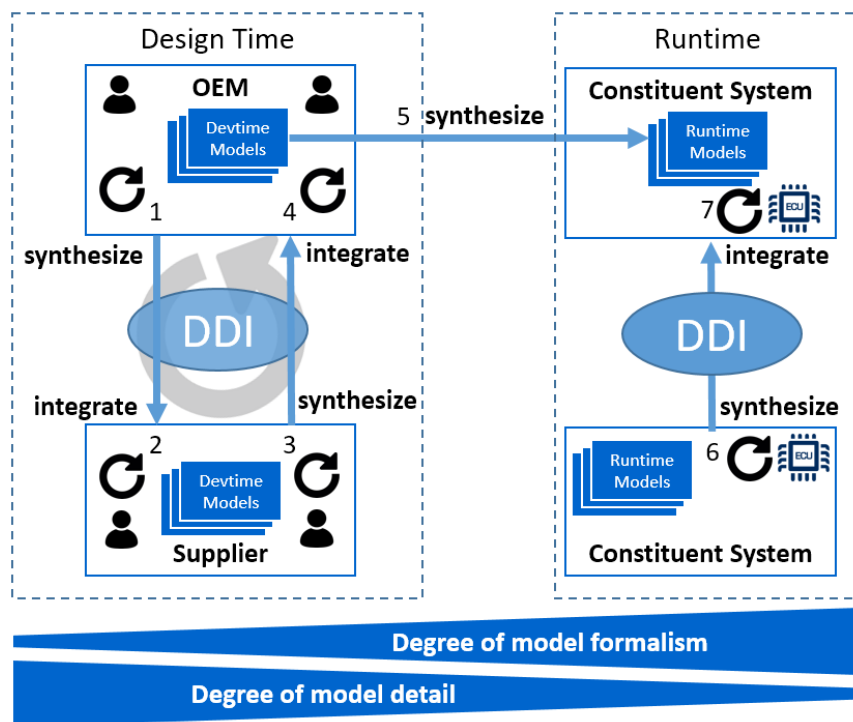 Design Time
OEM
Devtime
Models
1
4
synthesize
integrate
DDI
integrate
synthesize
2
3
Devtime
Models
Supplier
5 synthesize
Runtime
Constituent System
Runtime
Models
7
ECU
integrate
DDI
synthesize
6
ECU
Runtime
Models
Constituent System
Degree of model formalism
Degree of model detail